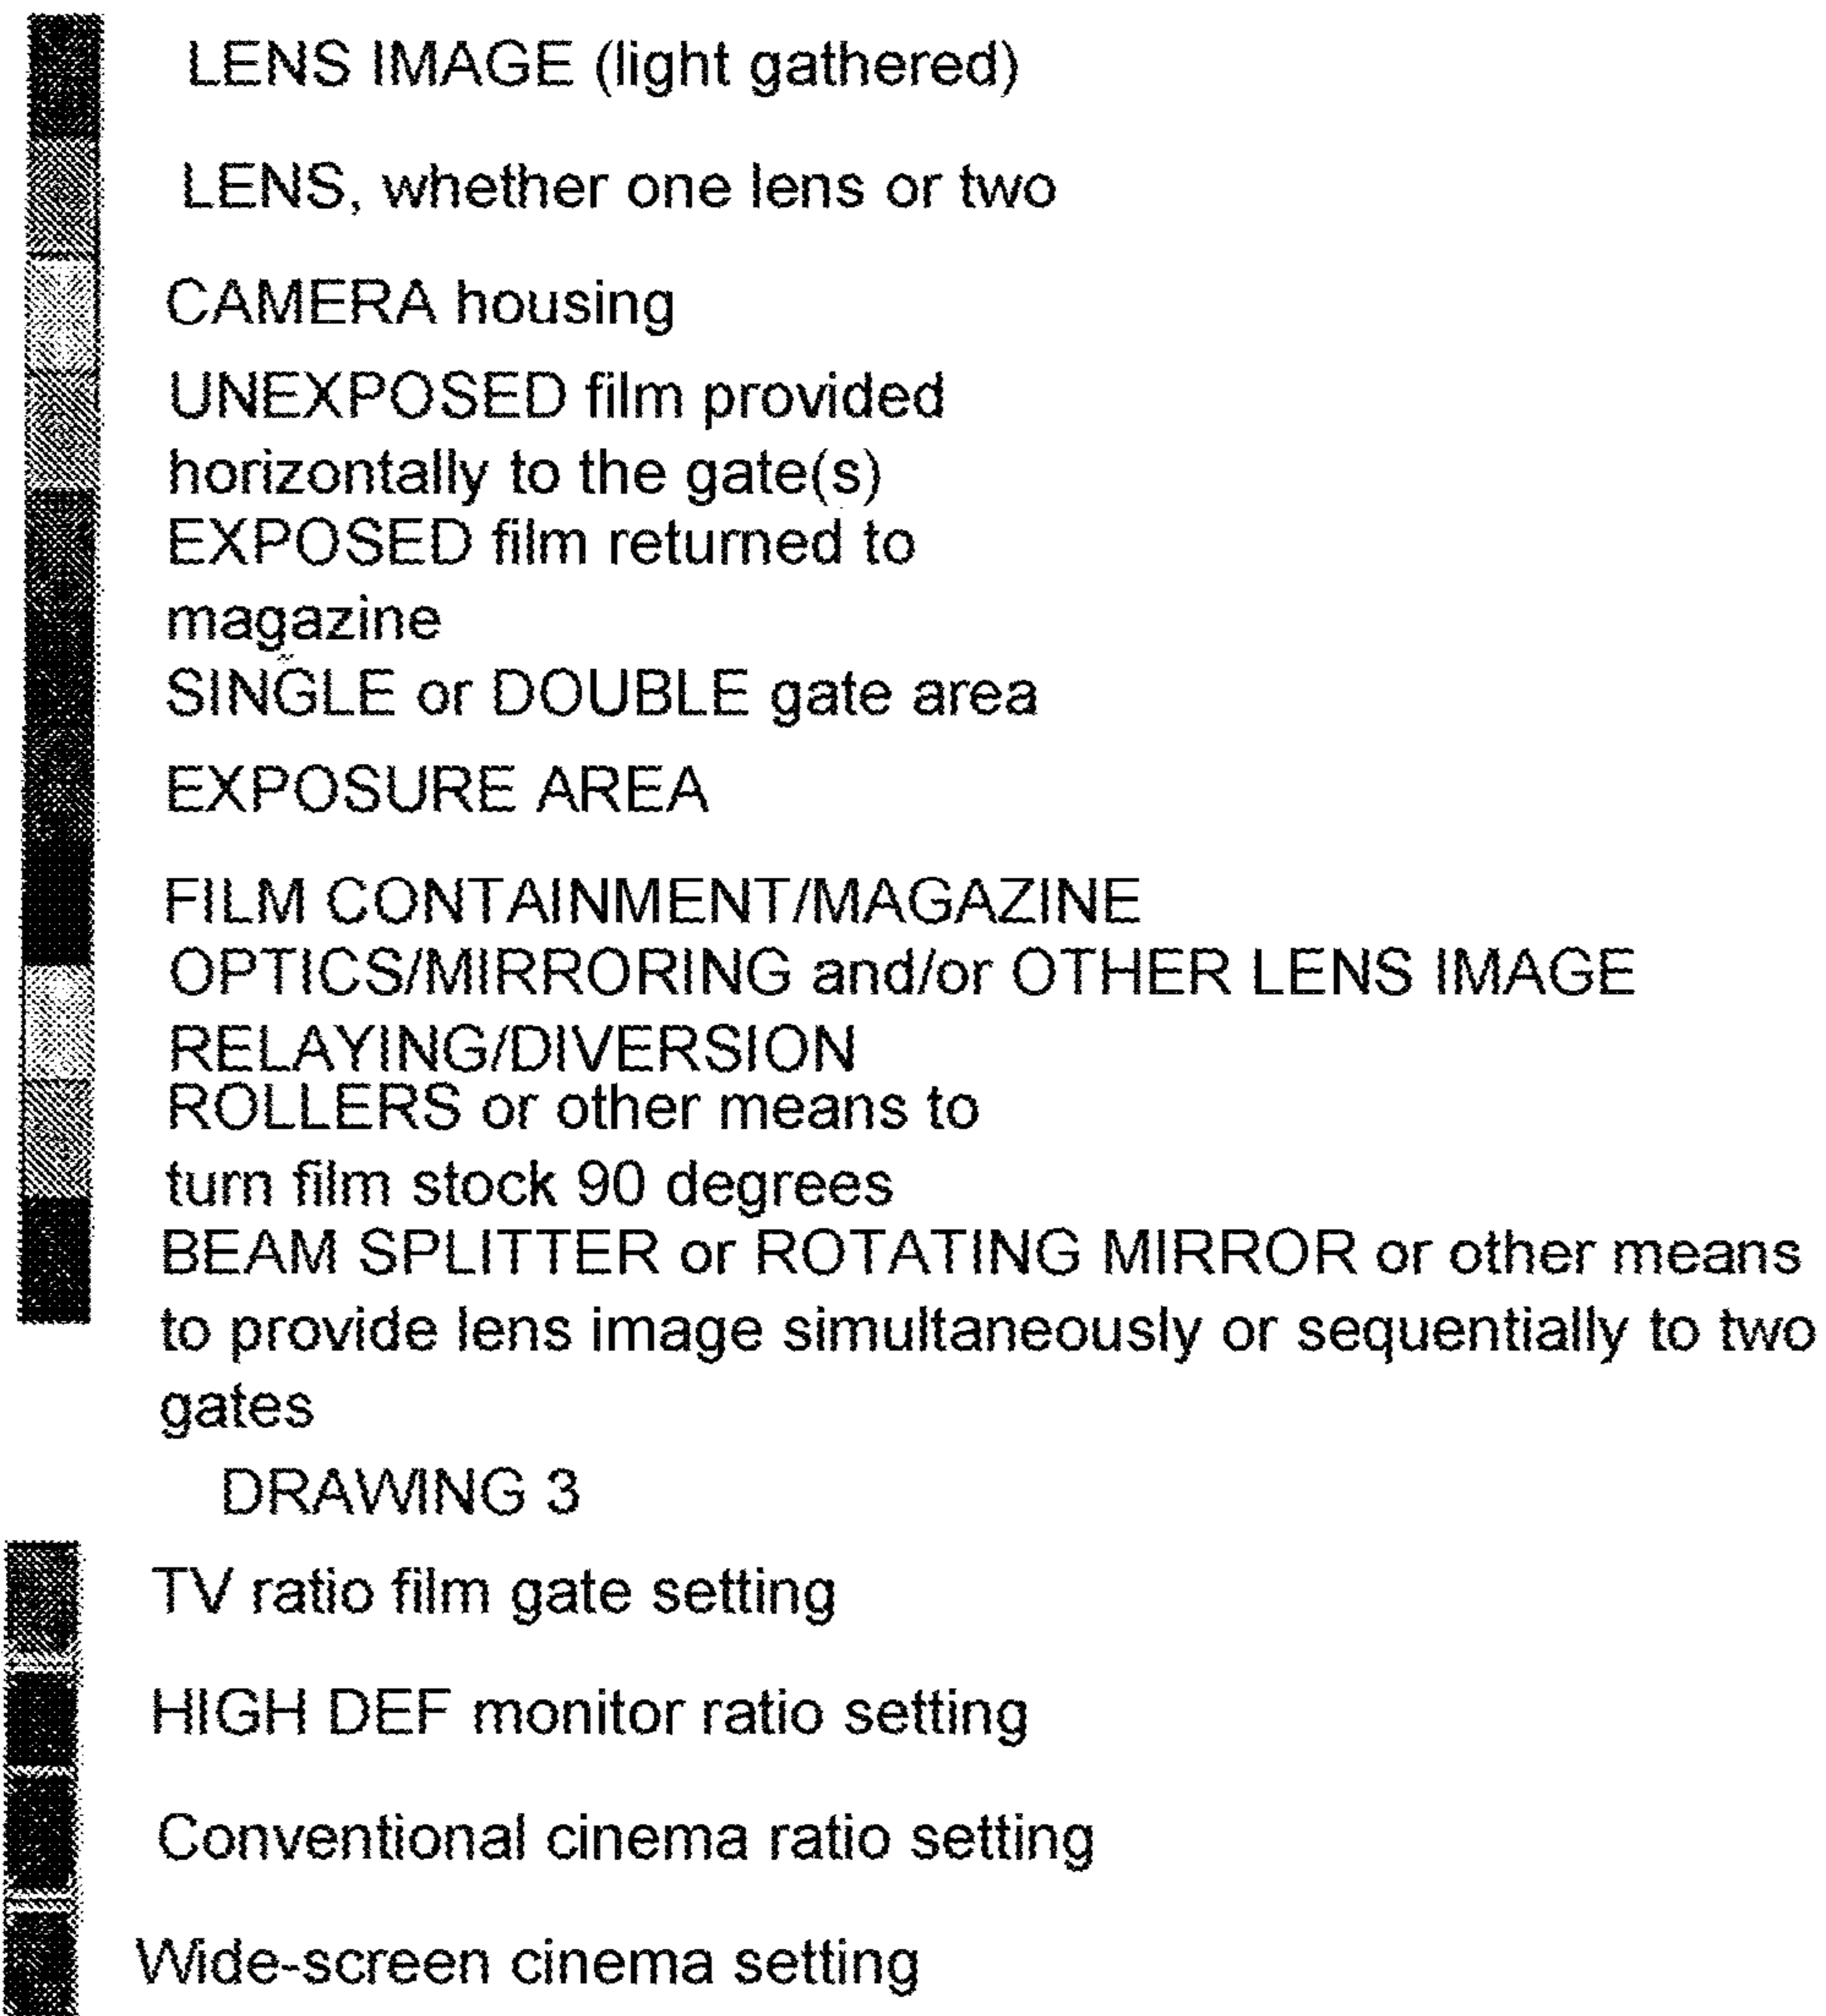 LENS IMAGE (light gathered)
LENS, whether one lens or two
CAMERA housing
UNEXPOSED film provided
horizontally to the gate(s)
EXPOSED film returned to
magazine
SINGLE or DOUBLE gate area
EXPOSURE AREA
FILM CONTAINMENT/MAGAZINE
OPTICS/MIRRORING and/or OTHER LENS IMAGE
RELAYING/DIVERSION
ROLLERS or other means to
turn film stock 90 degrees
BEAM SPLITTER or ROTATING MIRROR or other means
to provide lens image simultaneously or sequentially to two
gates
DRAWING 3
TV ratio film gate setting
HIGH DEF monitor ratio setting
Conventional cinema ratio setting
Wide-screen cinema setting